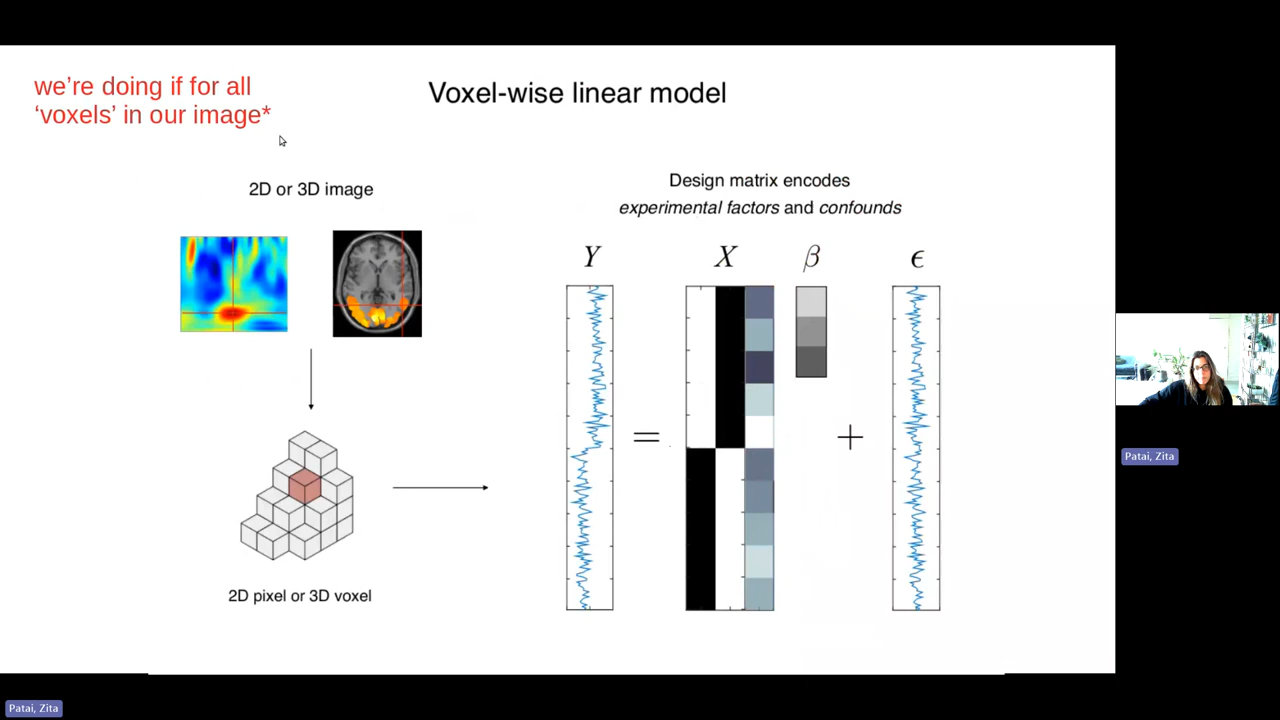 we’re doing if for all
‘voxels’ in our image*
Voxel-wise linear model
2D or 3D image
2D pixel or 3D voxel
Design matrix encodes
experimental factors and confounds
Y X β ϵ
= +
Patai, Zita
Patai, Zita